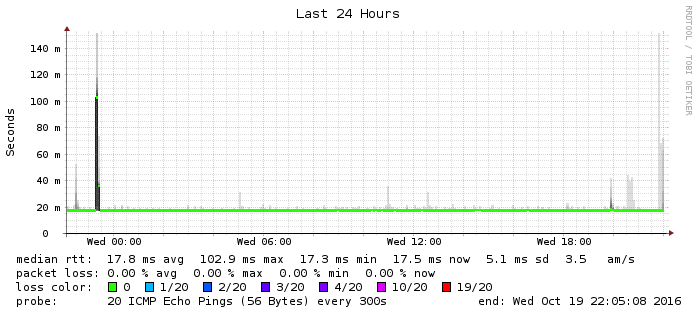 Last 24 Hours
RRDTOOL / TOBI OETIKER
Seconds
140 m
120 m
100 m
80 m
60 m
40 m
20 m
0
Wed 00:00 Wed 06:00 Wed 12:00 Wed 18:00
median rtt: 17.8 ms avg 102.9 ms max 17.3 ms min 17.5 ms now 5.1 ms sd 3.5 am/s
packet loss: 0.00 % avg 0.00 % max 0.00 % min 0.00 % now
loss color: 0 1/20 2/20 3/20 4/20 10/20 19/20
probe: 20 ICMP Echo Pings (56 Bytes) every 300s end: Wed Oct 19 22:05:08 2016